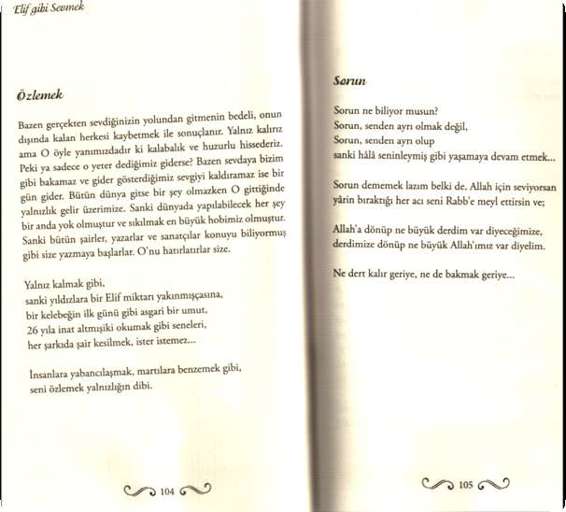 Elif gibi Sevmek
Özlemek
Bazen gerçekten sevdiğinizin yolundan gitmenin bedeli, onun
dışında kalan herkesi kaybetmek ile sonuçlanır. Yalnız kalırız
ama O öyle yanımızdadır ki kalabalık ve huzurlu hissederiz.
Peki ya sadece o yeter dediğimiz giderse? Bazen sevdaya bizim
gibi bakamaz ve gider gösterdiğimiz sevgiyi kaldıramaz ise bir
gün gider. Bütün dünya gitse bir şey olmazken O gittiğinde
yalnızlık gelir üzerimize. Sanki dünyada yapılabilecek her şey
bir anda yok olmuştur ve sıkılmak en büyük hobimiz olmuştur.
Sanki bütün şairler, yazarlar ve sanatçılar konuyu biliyormuş
gibi size yazmaya başlarlar. O'nu hatırlatırlar size.
Yalnız kalmak gibi,
sanki yıldızlara bir Elif miktarı yakınmışçasına,
bir kelebeğin ilk günü gibi asgari bir umut,
26 yıla inat altmışiki okumak gibi seneleri,
her şarkıda şair kesilmek, ister istemez...
İnsanlara yabancılaşmak, martılara benzemek gibi,
seni özlemek yalnızlığın dibi.
104
Sorun
Sorun ne biliyor musun?
Sorun, senden ayrı olmak değil,
Sorun, senden ayrı olup
sanki hâlâ seninleymiş gibi yaşamaya devam etmek...
Sorun dememek lazım belki de. Allah için seviyorsan
yârin bıraktığı her acı seni Rabb'e meyl ettirsin ve;
Allah'a dönüp ne büyük derdim var diyeceğimize,
derdimize dönüp ne büyük Allah'ımız var diyelim.
Ne dert kalır geriye, ne de bakmak geriye...
105